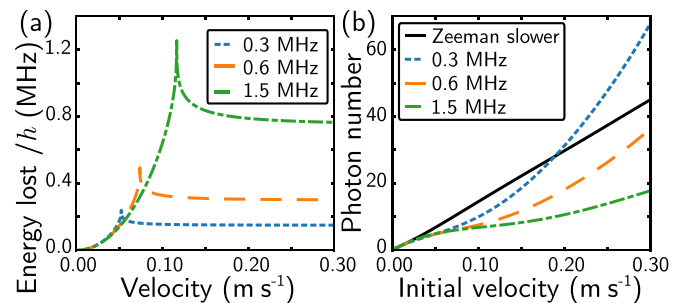 (a)
Energy lost /h (MHz)
1.2
0.8
0.4
0.0
0.3 MHz
0.6 MHz
1.5 MHz
0.00 0.10 0.20 0.30
Velocity (m s⁻¹)
(b)
Photon number
60
40
20
0
Zeeman slower
0.3 MHz
0.6 MHz
1.5 MHz
0.00 0.10 0.20 0.30
Initial velocity (m s⁻¹)